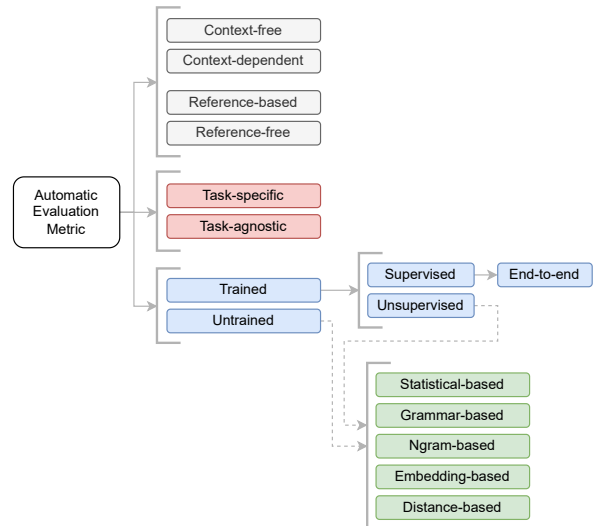 Context-free
Context-dependent
Reference-based
Reference-free
Automatic
Evaluation
Metric
Task-specific
Task-agnostic
Trained
Untrained
Supervised
End-to-end
Unsupervised
Statistical-based
Grammar-based
Ngram-based
Embedding-based
Distance-based